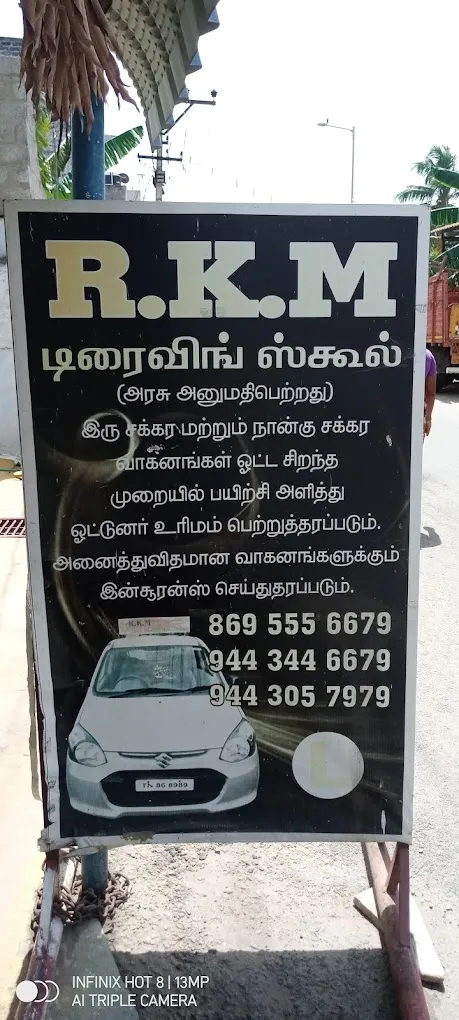 R.K.M
டிரைவிங் ஸ்கூல்
(அரசு அனுமதிபெற்றது)
இரு சக்கர மற்றும் நான்கு சக்கர
வாகனங்கள் ஓட்ட சிறந்த
முறையில் பயிற்சி அளித்து
ஓட்டுனர் உரிமம் பெற்றுத்தரப்படும்.
அனைத்துவிதமான வாகனங்களுக்கும்
இன்சூரன்ஸ் செய்துதரப்படும்.
869 555 6679
944 344 6679
944 305 7979
R.K.M
L
INFINIX HOT 8 | 13MP
AI TRIPLE CAMERA